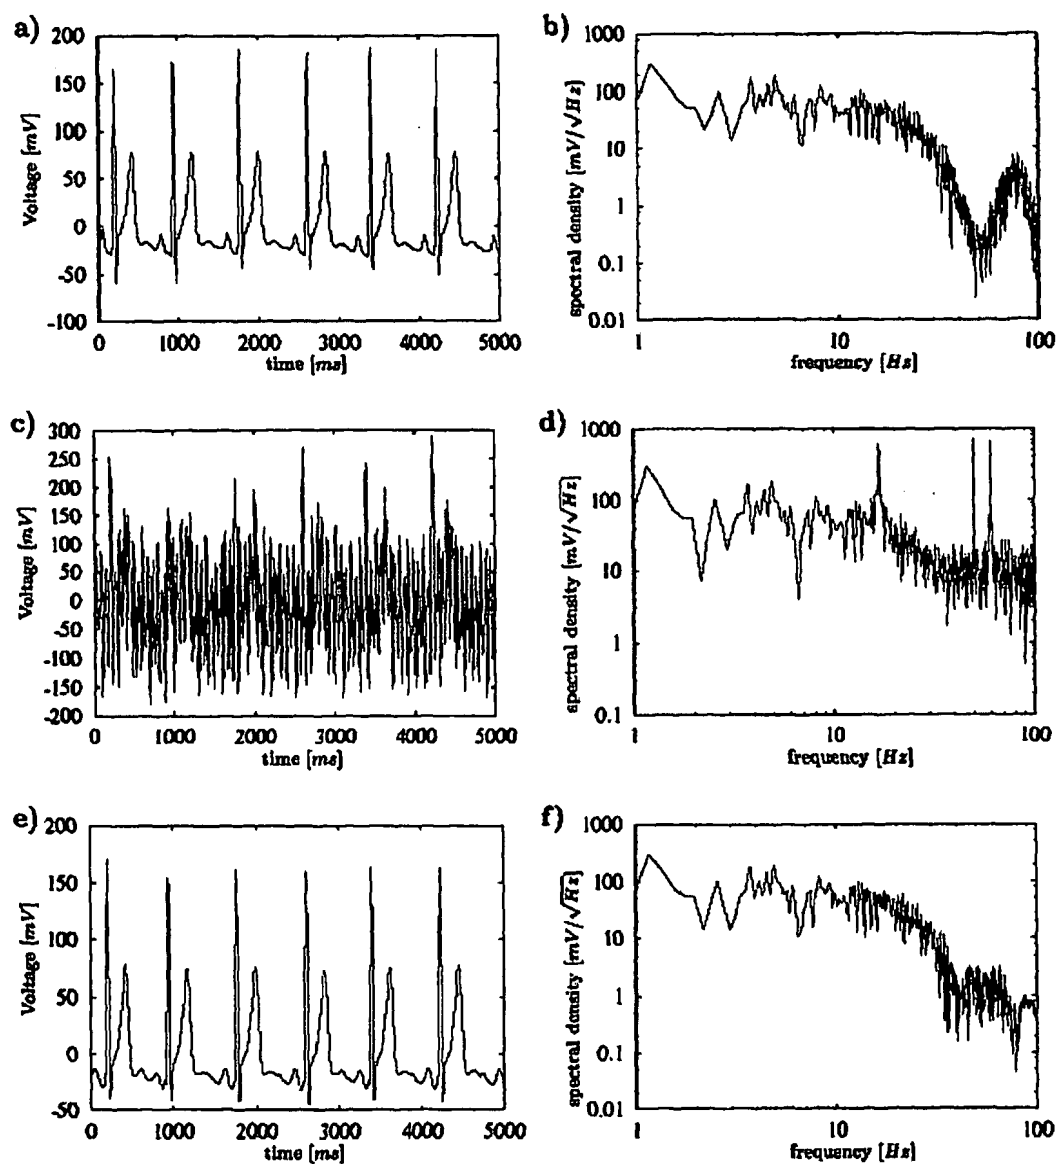 a)
200
150
100
50
0
-50
-100
Voltage [mV]
0 1000 2000 3000 4000 5000
time [ms]
b)
1000
100
10
1
0.1
0.01
spectral density [mV/√Hz]
1 10 100
frequency [Hz]
c)
300
250
200
150
100
50
0
-50
-100
-150
-200
Voltage [mV]
0 1000 2000 3000 4000 5000
time [ms]
d)
1000
100
10
1
0.1
spectral density [mV/√Hz]
1 10 100
frequency [Hz]
e)
200
150
100
50
0
-50
Voltage [mV]
0 1000 2000 3000 4000 5000
time [ms]
f)
1000
100
10
1
0.1
0.01
spectral density [mV/√Hz]
1 10 100
frequency [Hz]